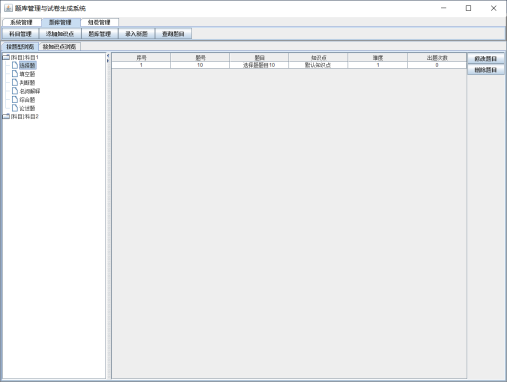 题库管理与试卷生成系统
系统管理 题库管理 组卷管理
科目管理 添加知识点 题库管理 录入新题 查询题目
按题型浏览 按知识点浏览
[科目]科目1
选择题
填空题
判断题
名词解释
综合题
论述题
[科目]科目2
序号 题号 题目 知识点 难度 出题次数
1 10 选择题题目10 默认知识点 1 0
修改题目
删除题目